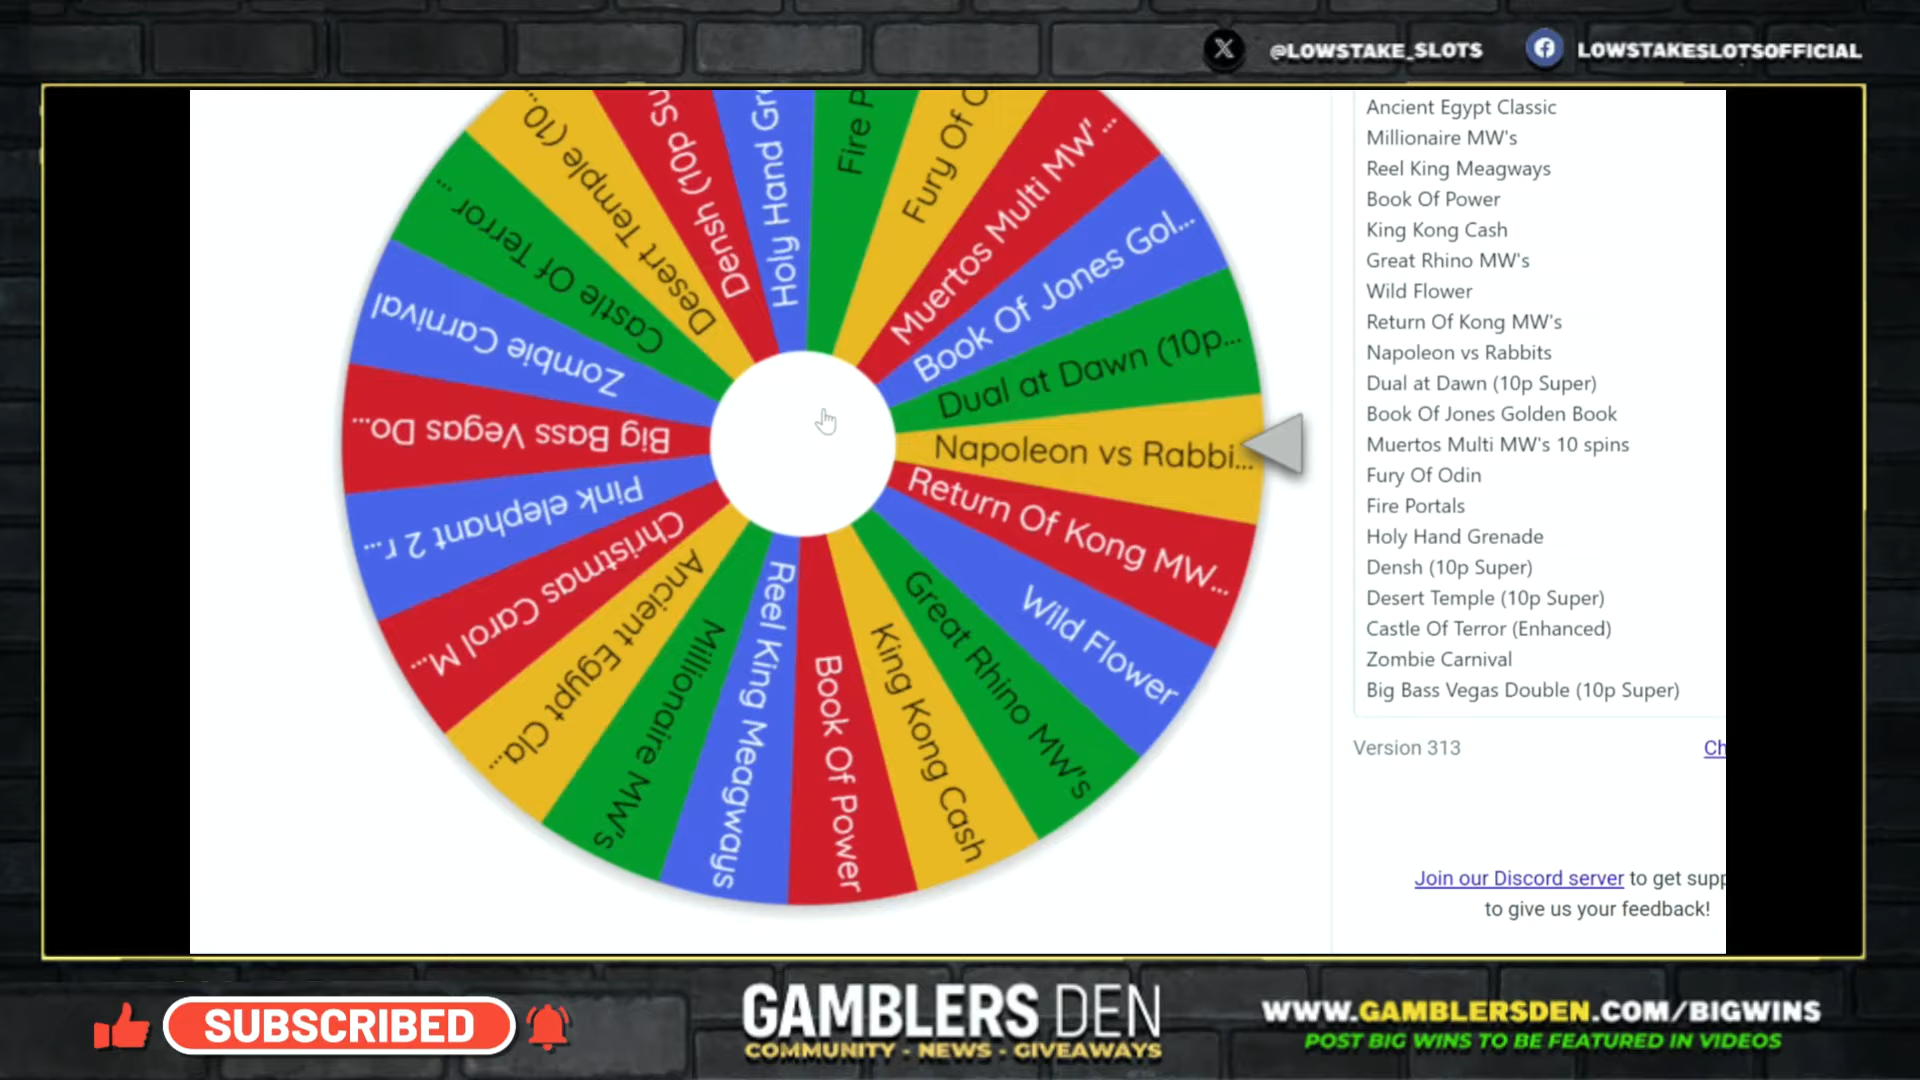 @LOWSTAKE_SLOTS
LOWSTAKESLOTSOFFICIAL
Fire P
Fury Of O
Muertos Multi MW'...
Book Of Jones Gol...
Dual at Dawn (10p...
Napoleon vs Rabbi...
Return Of Kong MW...
Wild Flower
Great Rhino MW's
King Kong Cash
Book Of Power
Reel King Meagways
Millionaire MW's
Ancient Egypt Cla...
Christmas Carol M...
Pink elephant 2 r...
Big Bass Vegas Do...
Zombie Carnival
Castle Of Terror ...
Desert Temple (10...
Densh (10p Su
Holy Hand Gr
Ancient Egypt Classic
Millionaire MW's
Reel King Meagways
Book Of Power
King Kong Cash
Great Rhino MW's
Wild Flower
Return Of Kong MW's
Napoleon vs Rabbits
Dual at Dawn (10p Super)
Book Of Jones Golden Book
Muertos Multi MW's 10 spins
Fury Of Odin
Fire Portals
Holy Hand Grenade
Densh (10p Super)
Desert Temple (10p Super)
Castle Of Terror (Enhanced)
Zombie Carnival
Big Bass Vegas Double (10p Super)
Version 313
Ch
Join our Discord server to get supp
to give us your feedback!
SUBSCRIBED
GAMBLERS DEN
COMMUNITY - NEWS - GIVEAWAYS
WWW.GAMBLERSDEN.COM/BIGWINS
POST BIG WINS TO BE FEATURED IN VIDEOS